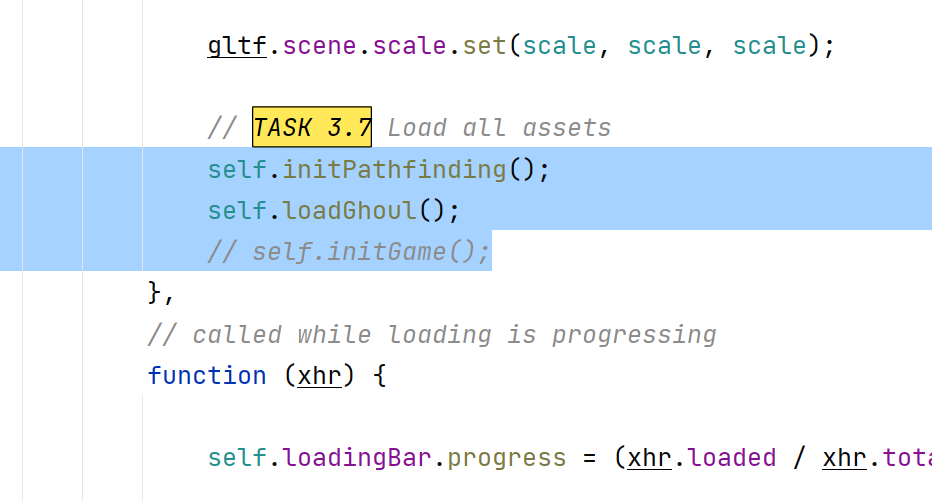 gltf.scene.scale.set(scale, scale, scale);
// TASK 3.7 Load all assets
self.initPathfinding();
self.loadGhoul();
// self.initGame();
},
// called while loading is progressing
function (xhr) {
self.loadingBar.progress = (xhr.loaded / xhr.tota